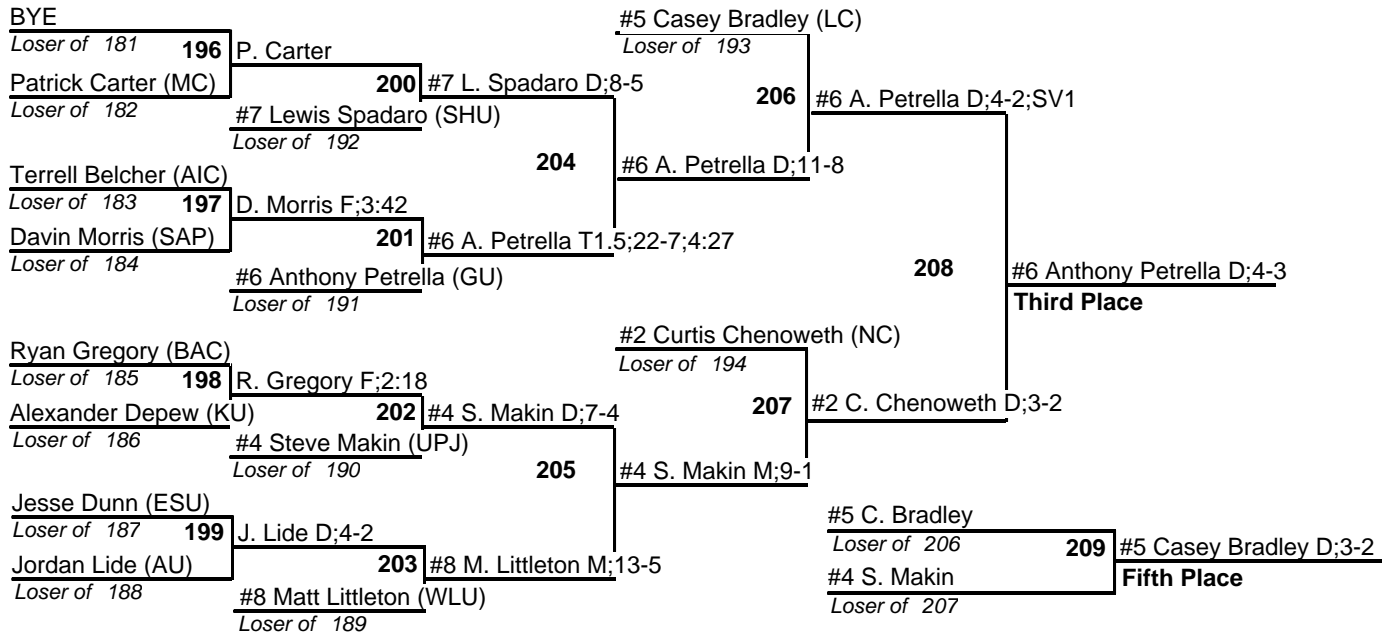 BYE
Loser of 181
196
P. Carter
Patrick Carter (MC)
Loser of 182
200
#7 L. Spadaro D;8-5
#7 Lewis Spadaro (SHU)
Loser of 192
204
#6 A. Petrella D;11-8
Terrell Belcher (AIC)
Loser of 183
197
D. Morris F;3:42
Davin Morris (SAP)
Loser of 184
201
#6 A. Petrella T1.5;22-7;4:27
#6 Anthony Petrella (GU)
Loser of 191
#5 Casey Bradley (LC)
Loser of 193
206
#6 A. Petrella D;4-2;SV1
208
#6 Anthony Petrella D;4-3
Third Place
Ryan Gregory (BAC)
Loser of 185
198
R. Gregory F;2:18
Alexander Depew (KU)
Loser of 186
202
#4 S. Makin D;7-4
#4 Steve Makin (UPJ)
Loser of 190
205
#4 S. Makin M;9-1
Jesse Dunn (ESU)
Loser of 187
199
J. Lide D;4-2
Jordan Lide (AU)
Loser of 188
203
#8 M. Littleton M;13-5
#8 Matt Littleton (WLU)
Loser of 189
#2 Curtis Chenoweth (NC)
Loser of 194
207
#2 C. Chenoweth D;3-2
#5 C. Bradley
Loser of 206
209
#5 Casey Bradley D;3-2
Fifth Place
#4 S. Makin
Loser of 207